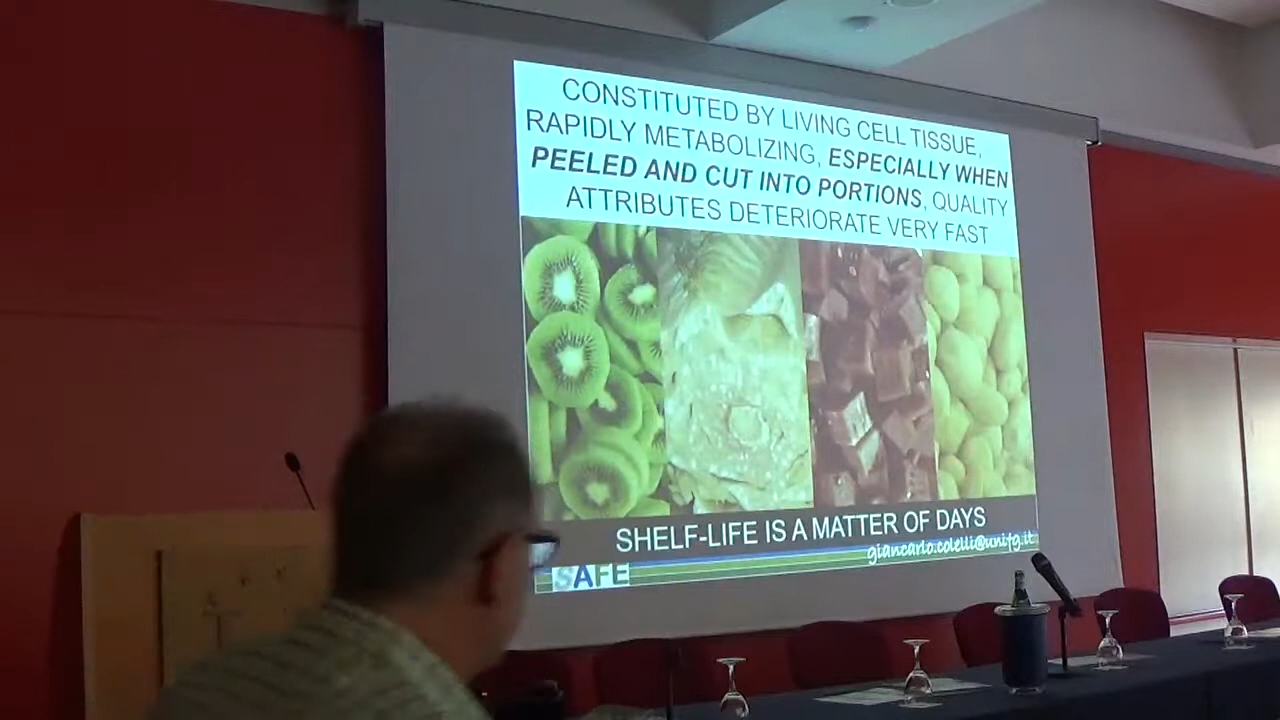 CONSTITUTED BY LIVING CELL TISSUE,
RAPIDLY METABOLIZING, ESPECIALLY WHEN
PEELED AND CUT INTO PORTIONS, QUALITY
ATTRIBUTES DETERIORATE VERY FAST
SHELF-LIFE IS A MATTER OF DAYS
giancarlo.colelli@unifg.it
SAFE